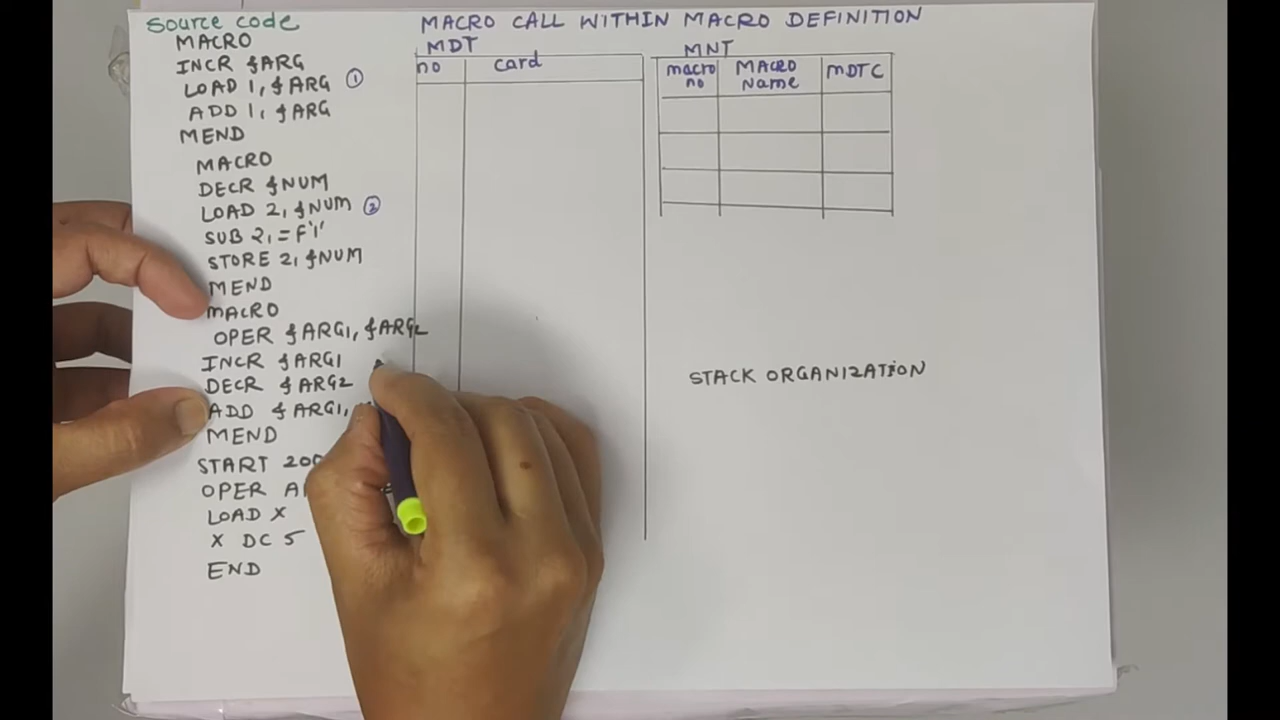 Source code
MACRO
INCR &ARG
LOAD 1, &ARG ①
ADD 1, &ARG
MEND
MACRO
DECR &NUM
LOAD 2, &NUM ②
SUB 2, = F'1'
STORE 2, &NUM
MEND
MACRO
OPER &ARG1, &ARG2
INCR &ARG1
DECR &ARG2
ADD &ARG1,
MEND
START
OPER
LOAD X
X DC 5
END
MACRO CALL WITHIN MACRO DEFINITION
MDT
no card
MNT
macro no MACRO Name MDTC
STACK ORGANIZATION